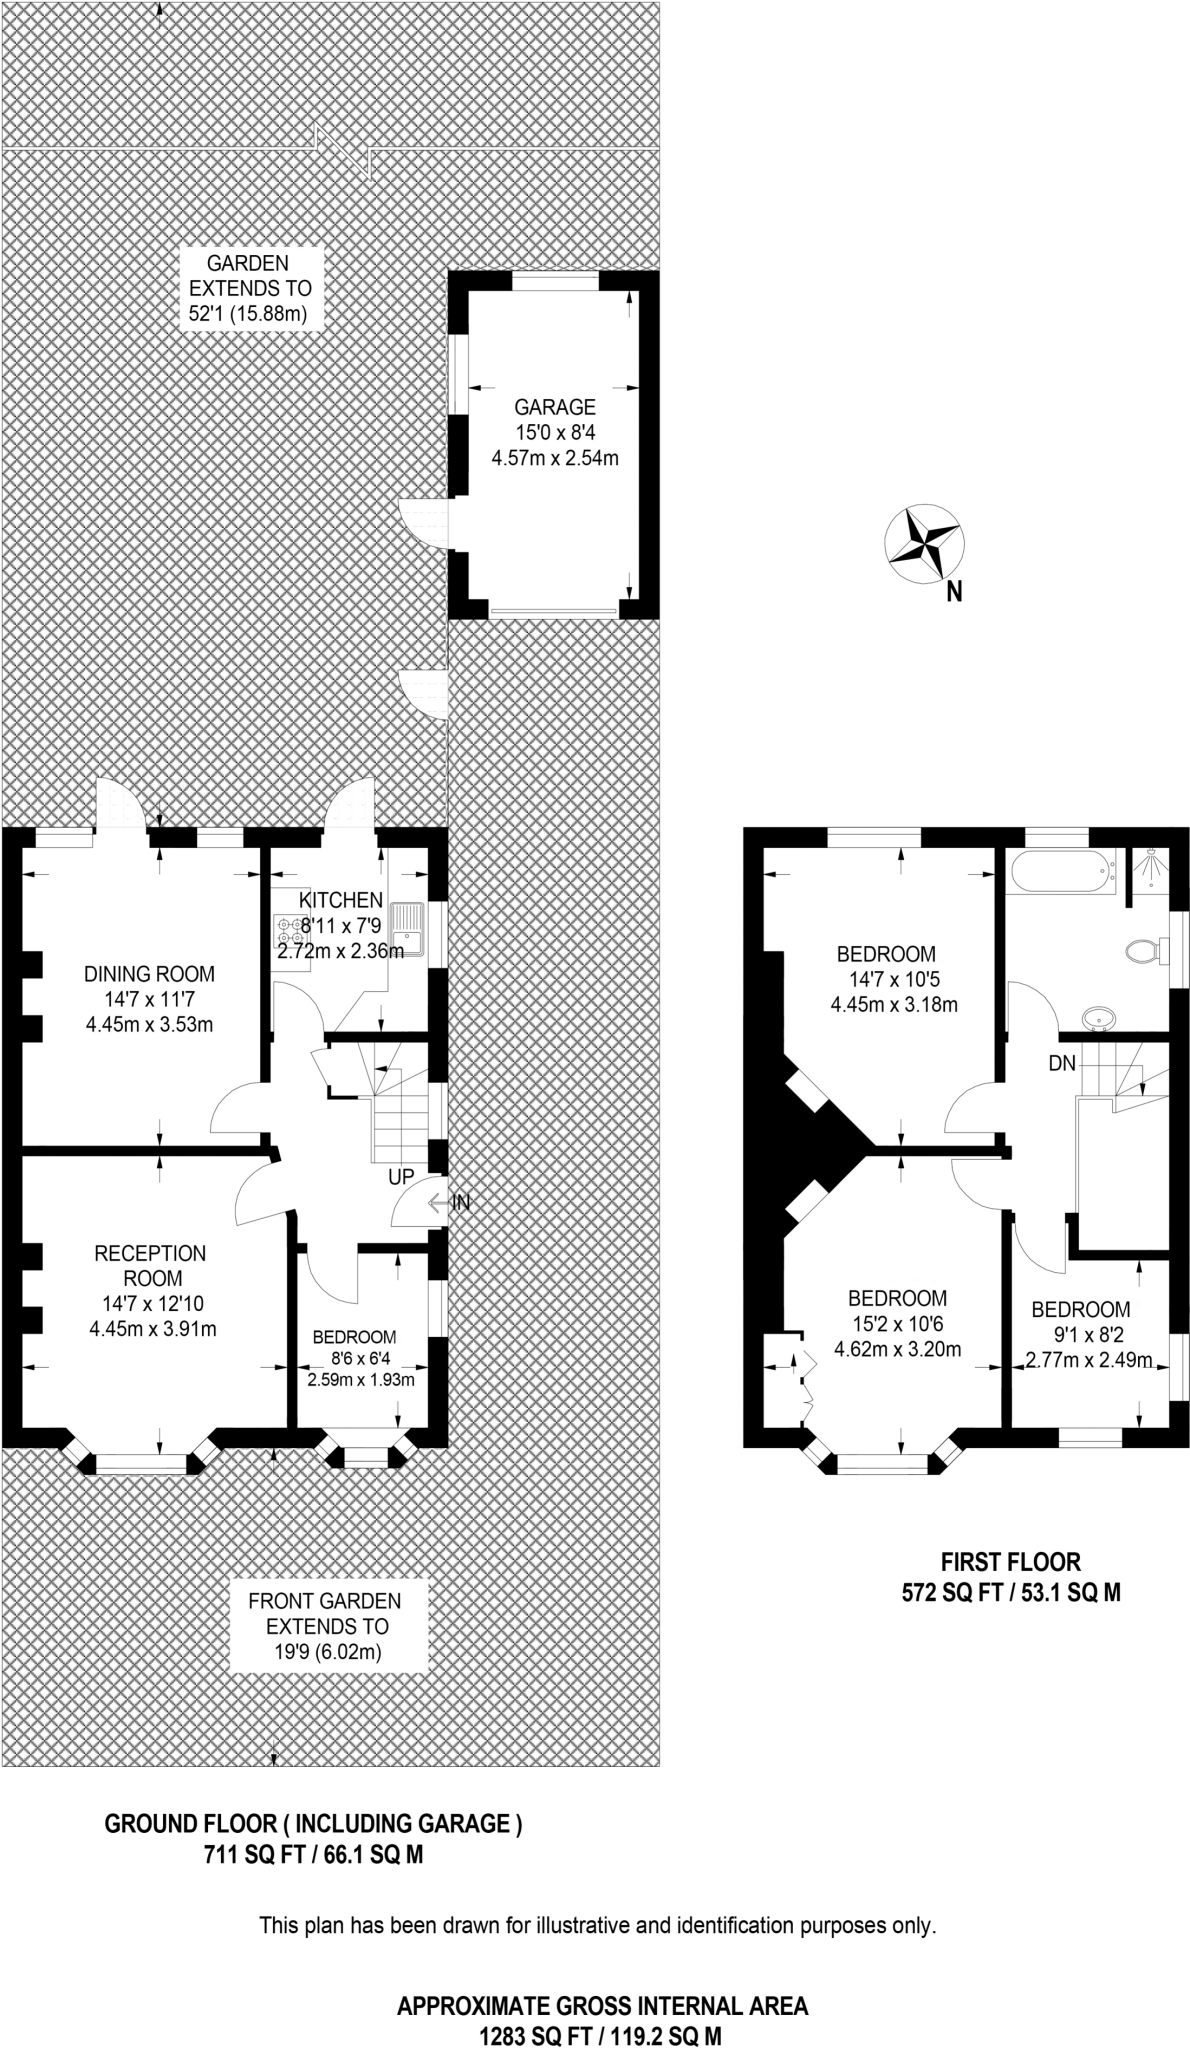 GARDEN
EXTENDS TO
52'1 (15.88m)
GARAGE
15'0 x 8'4
4.57m x 2.54m
N
KITCHEN
8'11 x 7'9
2.72m x 2.36m
DINING ROOM
14'7 x 11'7
4.45m x 3.53m
UP
IN
RECEPTION
ROOM
14'7 x 12'10
4.45m x 3.91m
BEDROOM
8'6 x 6'4
2.59m x 1.93m
BEDROOM
14'7 x 10'5
4.45m x 3.18m
DN
BEDROOM
15'2 x 10'6
4.62m x 3.20m
BEDROOM
9'1 x 8'2
2.77m x 2.49m
FIRST FLOOR
572 SQ FT / 53.1 SQ M
FRONT GARDEN
EXTENDS TO
19'9 (6.02m)
GROUND FLOOR ( INCLUDING GARAGE )
711 SQ FT / 66.1 SQ M
This plan has been drawn for illustrative and identification purposes only.
APPROXIMATE GROSS INTERNAL AREA
1283 SQ FT / 119.2 SQ M